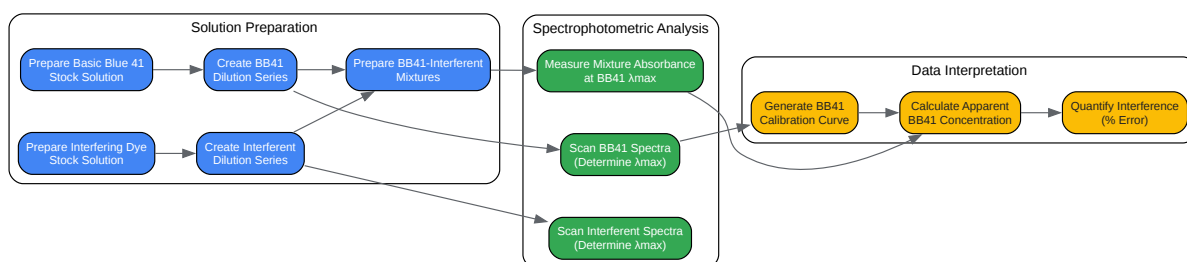 Solution Preparation
Prepare Basic Blue 41
Stock Solution
Create BB41
Dilution Series
Prepare BB41-Interferent
Mixtures
Prepare Interfering Dye
Stock Solution
Create Interferent
Dilution Series
Spectrophotometric Analysis
Measure Mixture Absorbance
at BB41 λmax
Scan BB41 Spectra
(Determine λmax)
Scan Interferent Spectra
(Determine λmax)
Data Interpretation
Generate BB41
Calibration Curve
Calculate Apparent
BB41 Concentration
Quantify Interference
(% Error)